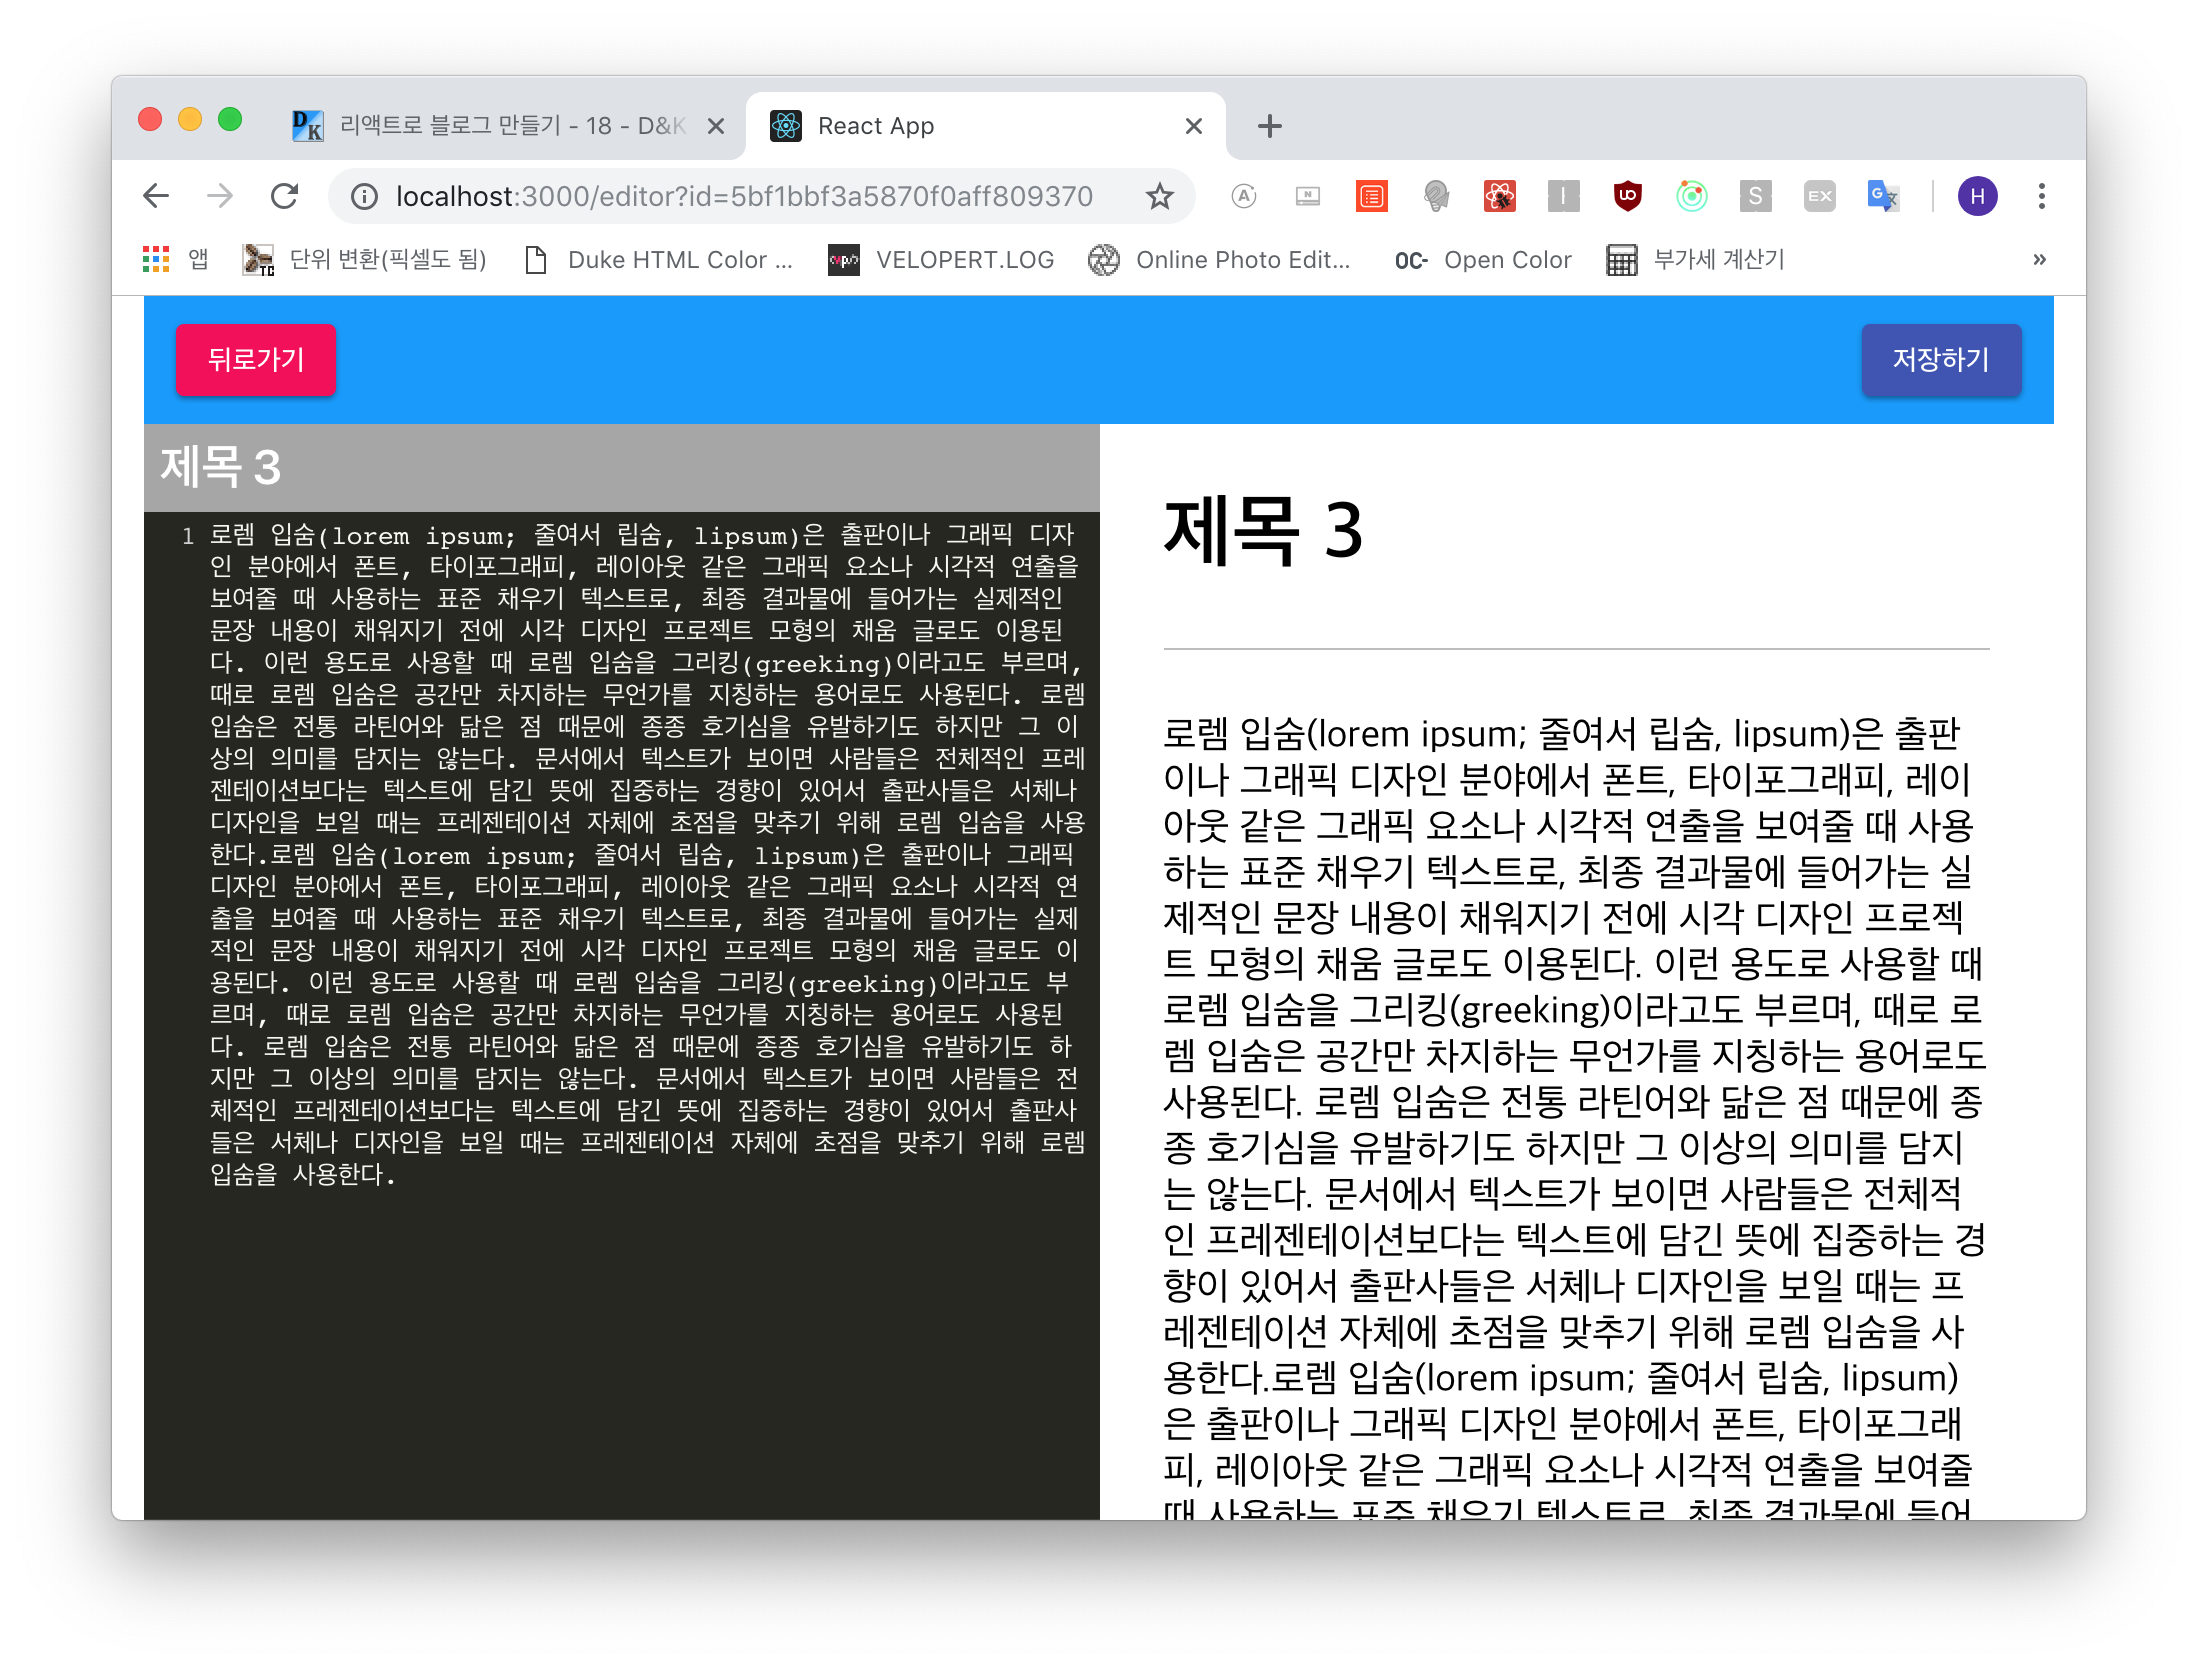 리액트로 블로그 만들기 - 18 - D&K
React App
localhost:3000/editor?id=5bf1bbf3a5870f0aff809370
H
앱
단위 변환(픽셀도 됨)
Duke HTML Color ...
VELOPERT.LOG
Online Photo Edit...
OC- Open Color
부가세 계산기
뒤로가기
저장하기
제목 3
1 로렘 입숨(lorem ipsum; 줄여서 립숨, lipsum)은 출판이나 그래픽 디자
인 분야에서 폰트, 타이포그래피, 레이아웃 같은 그래픽 요소나 시각적 연출을
보여줄 때 사용하는 표준 채우기 텍스트로, 최종 결과물에 들어가는 실제적인
문장 내용이 채워지기 전에 시각 디자인 프로젝트 모형의 채움 글로도 이용된
다. 이런 용도로 사용할 때 로렘 입숨을 그리킹(greeking)이라고도 부르며,
때로 로렘 입숨은 공간만 차지하는 무언가를 지칭하는 용어로도 사용된다. 로렘
입숨은 전통 라틴어와 닮은 점 때문에 종종 호기심을 유발하기도 하지만 그 이
상의 의미를 담지는 않는다. 문서에서 텍스트가 보이면 사람들은 전체적인 프레
젠테이션보다는 텍스트에 담긴 뜻에 집중하는 경향이 있어서 출판사들은 서체나
디자인을 보일 때는 프레젠테이션 자체에 초점을 맞추기 위해 로렘 입숨을 사용
한다.로렘 입숨(lorem ipsum; 줄여서 립숨, lipsum)은 출판이나 그래픽
디자인 분야에서 폰트, 타이포그래피, 레이아웃 같은 그래픽 요소나 시각적 연
출을 보여줄 때 사용하는 표준 채우기 텍스트로, 최종 결과물에 들어가는 실제
적인 문장 내용이 채워지기 전에 시각 디자인 프로젝트 모형의 채움 글로도 이
용된다. 이런 용도로 사용할 때 로렘 입숨을 그리킹(greeking)이라고도 부
르며, 때로 로렘 입숨은 공간만 차지하는 무언가를 지칭하는 용어로도 사용된
다. 로렘 입숨은 전통 라틴어와 닮은 점 때문에 종종 호기심을 유발하기도 하
지만 그 이상의 의미를 담지는 않는다. 문서에서 텍스트가 보이면 사람들은 전
체적인 프레젠테이션보다는 텍스트에 담긴 뜻에 집중하는 경향이 있어서 출판사
들은 서체나 디자인을 보일 때는 프레젠테이션 자체에 초점을 맞추기 위해 로렘
입숨을 사용한다.
제목 3
로렘 입숨(lorem ipsum; 줄여서 립숨, lipsum)은 출판
이나 그래픽 디자인 분야에서 폰트, 타이포그래피, 레이
아웃 같은 그래픽 요소나 시각적 연출을 보여줄 때 사용
하는 표준 채우기 텍스트로, 최종 결과물에 들어가는 실
제적인 문장 내용이 채워지기 전에 시각 디자인 프로젝
트 모형의 채움 글로도 이용된다. 이런 용도로 사용할 때
로렘 입숨을 그리킹(greeking)이라고도 부르며, 때로 로
렘 입숨은 공간만 차지하는 무언가를 지칭하는 용어로도
사용된다. 로렘 입숨은 전통 라틴어와 닮은 점 때문에 종
종 호기심을 유발하기도 하지만 그 이상의 의미를 담지
는 않는다. 문서에서 텍스트가 보이면 사람들은 전체적
인 프레젠테이션보다는 텍스트에 담긴 뜻에 집중하는 경
향이 있어서 출판사들은 서체나 디자인을 보일 때는 프
레젠테이션 자체에 초점을 맞추기 위해 로렘 입숨을 사
용한다.로렘 입숨(lorem ipsum; 줄여서 립숨, lipsum)
은 출판이나 그래픽 디자인 분야에서 폰트, 타이포그래
피, 레이아웃 같은 그래픽 요소나 시각적 연출을 보여줄
때 사용하는 표준 채우기 텍스트로, 최종 결과물에 들어